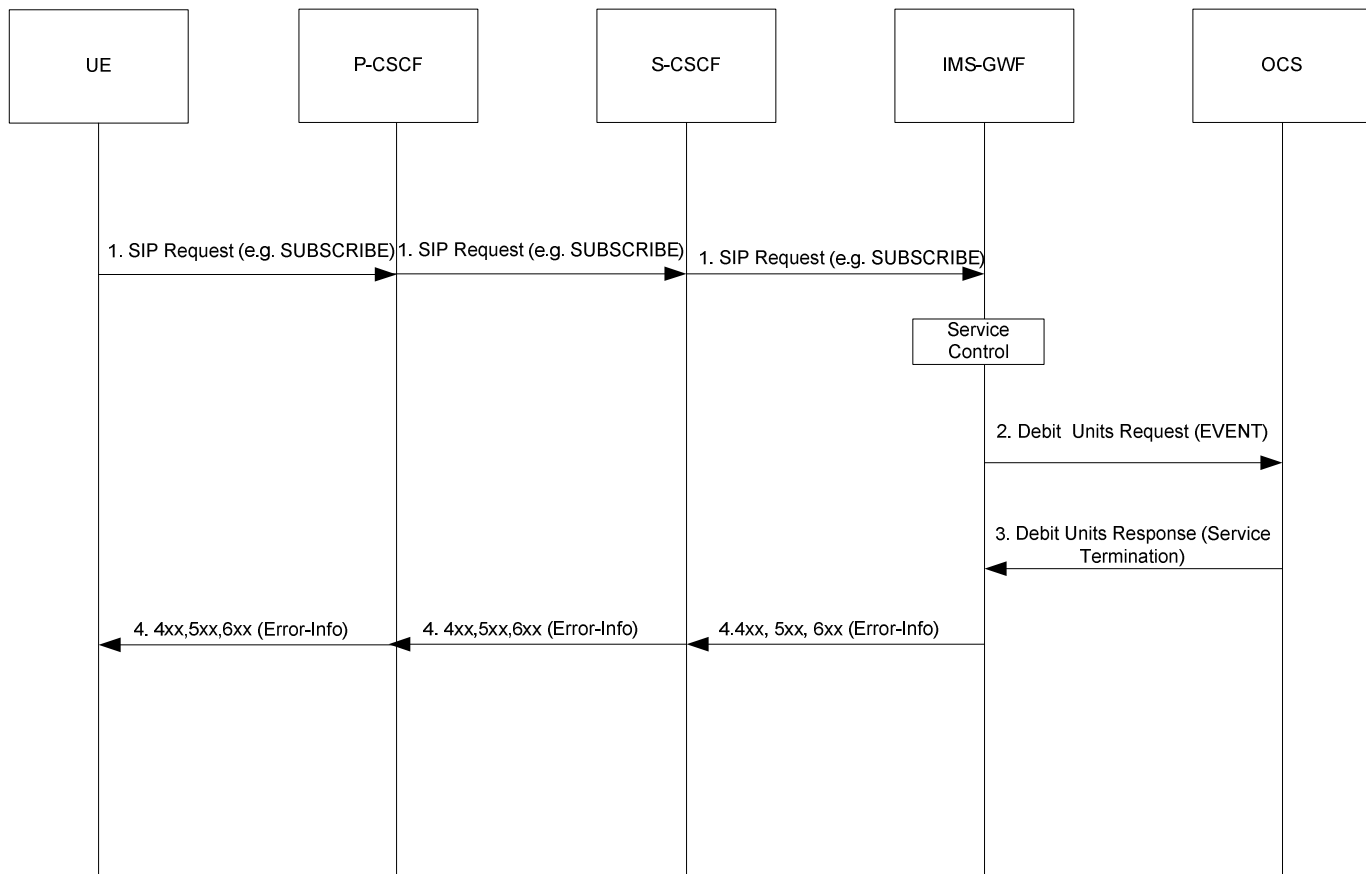 UE
P-CSCF
S-CSCF
IMS-GWF
OCS
1. SIP Request (e.g. SUBSCRIBE)
1. SIP Request (e.g. SUBSCRIBE)
1. SIP Request (e.g. SUBSCRIBE)
Service
Control
2. Debit Units Request (EVENT)
3. Debit Units Response (Service
Termination)
4. 4xx,5xx,6xx (Error-Info)
4. 4xx,5xx,6xx (Error-Info)
4.4xx, 5xx, 6xx (Error-Info)